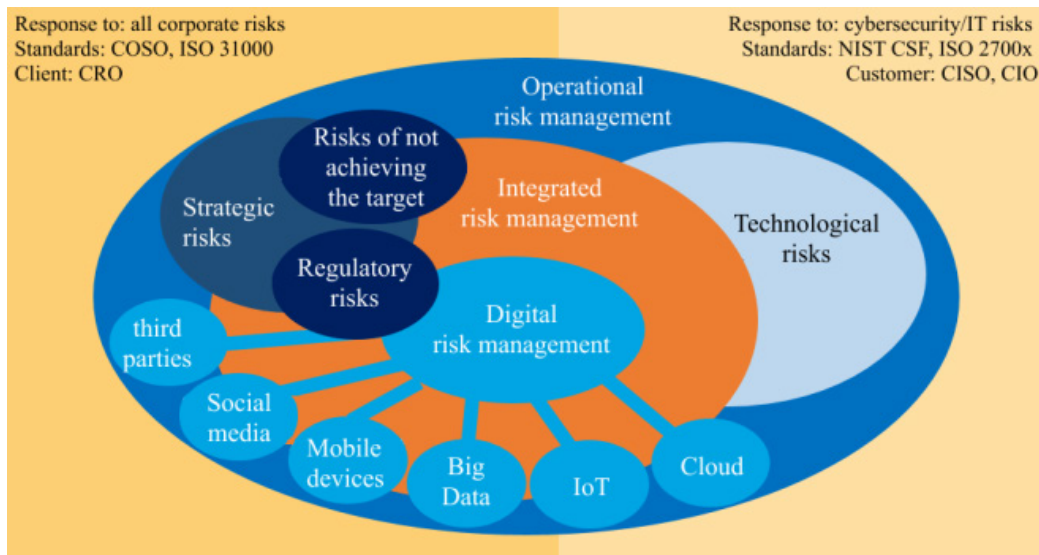 Response to: all corporate risks
Standards: COSO, ISO 31000
Client: CRO
Response to: cybersecurity/IT risks
Standards: NIST CSF, ISO 2700x
Customer: CISO, CIO
Operational
risk management
Risks of not
achieving
the target
Strategic
risks
Integrated
risk management
Technological
risks
Regulatory
risks
Digital
risk management
third
parties
Social
media
Mobile
devices
Big
Data
IoT
Cloud